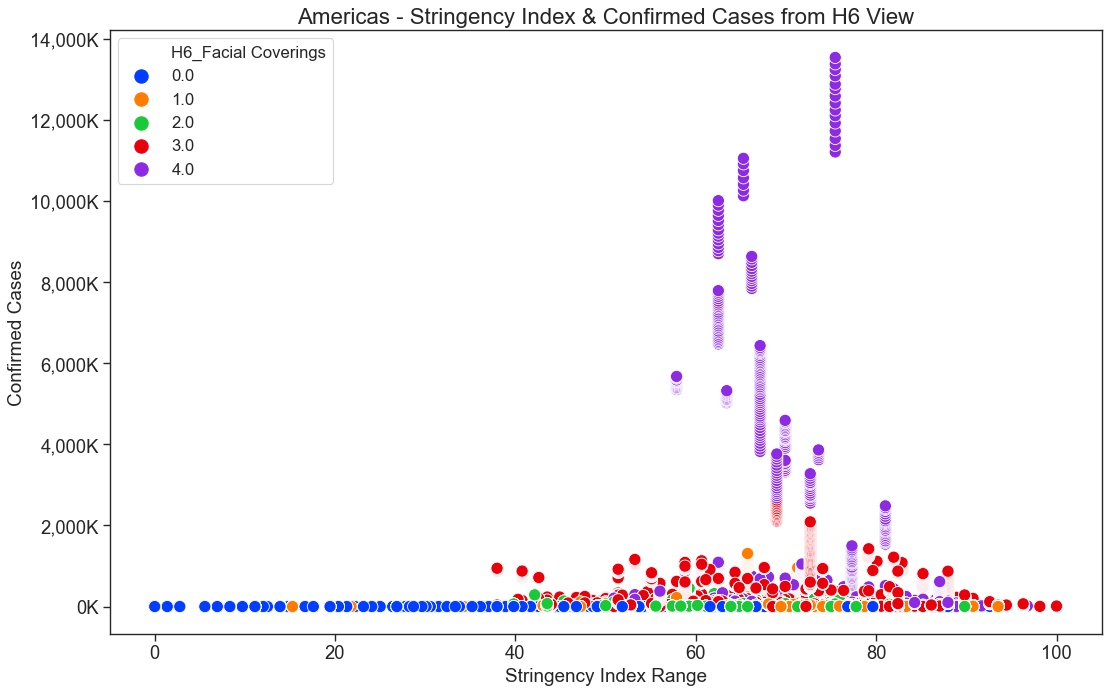 Americas - Stringency Index & Confirmed Cases from H6 View
14,000K
12,000K
10,000K
8,000K
6,000K
4,000K
2,000K
0K
Confirmed Cases
H6_Facial Coverings
0.0
1.0
2.0
3.0
4.0
0
20
40
60
80
100
Stringency Index Range